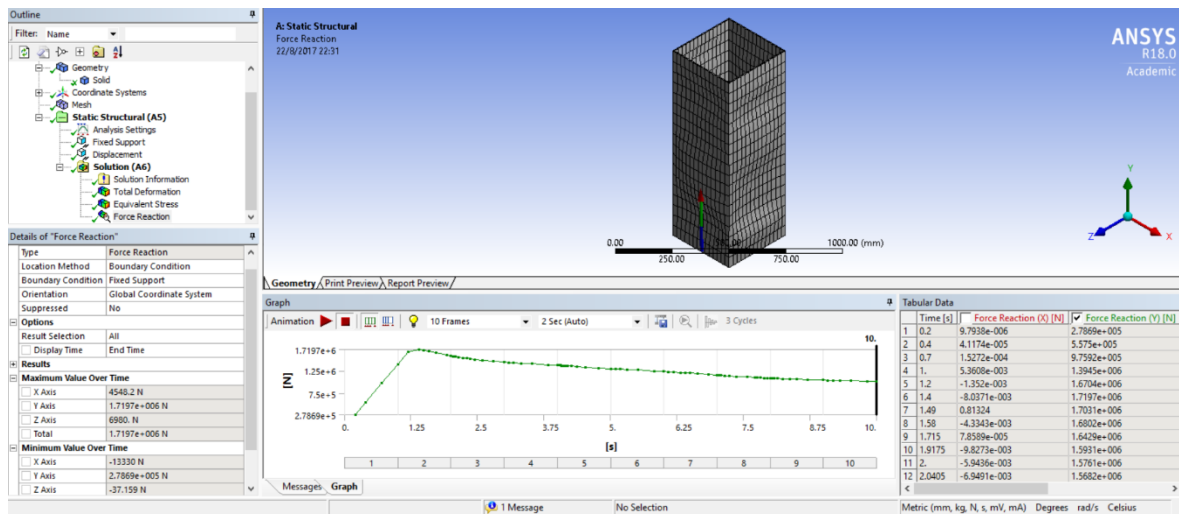 Outline
Filter: Name
Geometry
Solid
Coordinate Systems
Mesh
Static Structural (A5)
Analysis Settings
Fixed Support
Displacement
Solution (A6)
Solution Information
Total Deformation
Equivalent Stress
Force Reaction
Details of "Force Reaction"
Type Force Reaction
Location Method Boundary Condition
Boundary Condition Fixed Support
Orientation Global Coordinate System
Suppressed No
Options
Result Selection All
Display Time End Time
Results
Maximum Value Over Time
X Axis 4548.2 N
Y Axis 1.7197e+006 N
Z Axis 6980. N
Total 1.7197e+006 N
Minimum Value Over Time
X Axis -13330 N
Y Axis 2.7869e+005 N
Z Axis -37.159 N
A: Static Structural
Force Reaction
22/8/2017 22:31
ANSYS
R18.0
Academic
Y
Z
X
0.00 1000.00 (mm)
250.00 750.00
Geometry Print Preview Report Preview
Graph
Animation 10 Frames 2 Sec (Auto) 3 Cycles
10.
1.7197e+6
1.25e+6
7.5e+5
2.7869e+5
[N]
0. 1.25 2.5 3.75 5. 6.25 7.5 8.75 10.
[s]
1 2 3 4 5 6 7 8 9 10
Messages Graph
Tabular Data
Time [s] Force Reaction (X) [N] Force Reaction (Y) [N]
1 0.2 9.7938e-006 2.7869e+005
2 0.4 4.1174e-005 5.575e+005
3 0.7 1.5272e-004 9.7592e+005
4 1. 5.3608e-003 1.3945e+006
5 1.2 -1.352e-003 1.6704e+006
6 1.4 -8.0371e-003 1.7197e+006
7 1.49 0.81324 1.7031e+006
8 1.58 -4.3343e-003 1.6802e+006
9 1.715 7.8589e-005 1.6429e+006
10 1.9175 -9.8273e-003 1.5931e+006
11 2. -5.9436e-003 1.5761e+006
12 2.0405 -6.9491e-003 1.5682e+006
1 Message No Selection Metric (mm, kg, N, s, mV, mA) Degrees rad/s Celsius